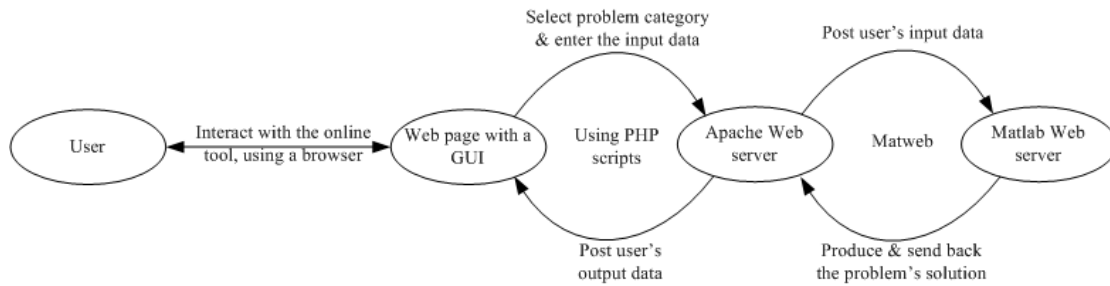 Select problem category
& enter the input data
Post user's input data
User
Interact with the online
tool, using a browser
Web page with a
GUI
Using PHP
scripts
Apache Web
server
Matweb
Matlab Web
server
Post user's
output data
Produce & send back
the problem's solution